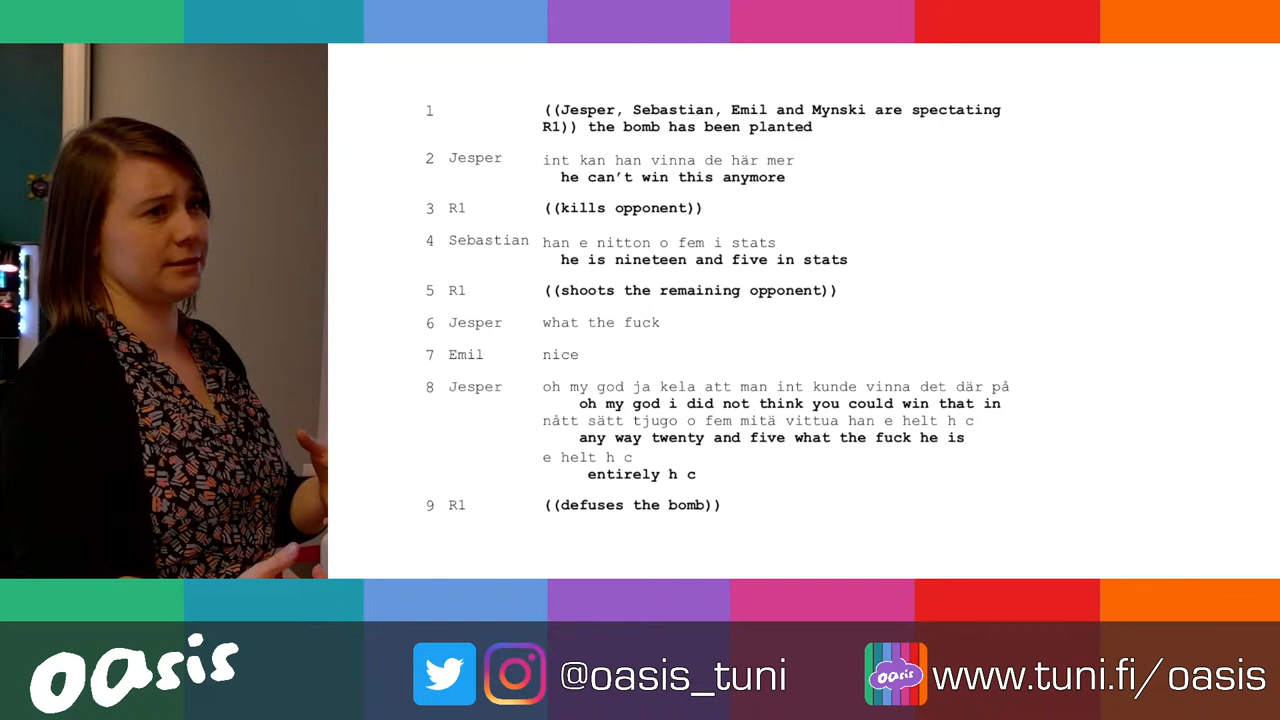 1 ((Jesper, Sebastian, Emil and Mynski are spectating
R1)) the bomb has been planted
2 Jesper int kan han vinna de här mer
he can't win this anymore
3 R1 ((kills opponent))
4 Sebastian han e nitton o fem i stats
he is nineteen and five in stats
5 R1 ((shoots the remaining opponent))
6 Jesper what the fuck
7 Emil nice
8 Jesper oh my god ja kela att man int kunde vinna det där på
oh my god i did not think you could win that in
nått sätt tjugo o fem mitä vittua han e helt h c
any way twenty and five what the fuck he is
e helt h c
entirely h c
9 R1 ((defuses the bomb))
oasis @oasis_tuni oasis www.tuni.fi/oasis